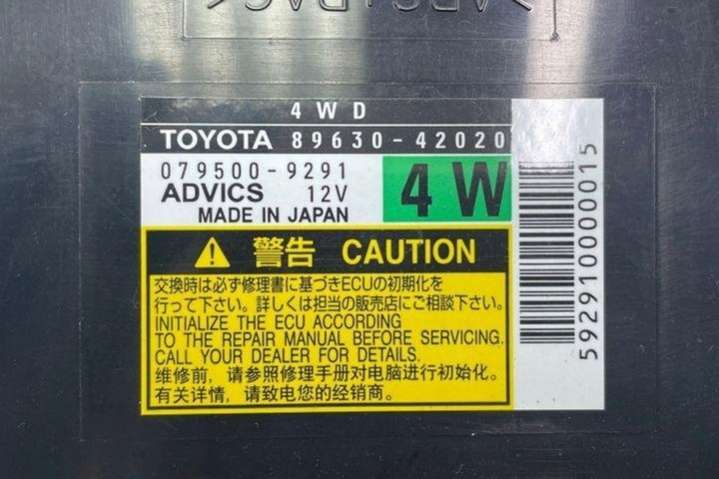 >ABS+PA6<
4WD
TOYOTA 89630-42020
079500-9291
ADVICS 12V
MADE IN JAPAN
4W
警告 CAUTION
交換時は必ず修理書に基づきECUの初期化を
行って下さい。詳しくは担当の販売店にご相談下さい。
INITIALIZE THE ECU ACCORDING
TO THE REPAIR MANUAL BEFORE SERVICING.
CALL YOUR DEALER FOR DETAILS.
维修前，请参照修理手册对电脑进行初始化。
有关详情，请致电您的经销商。
592910000015